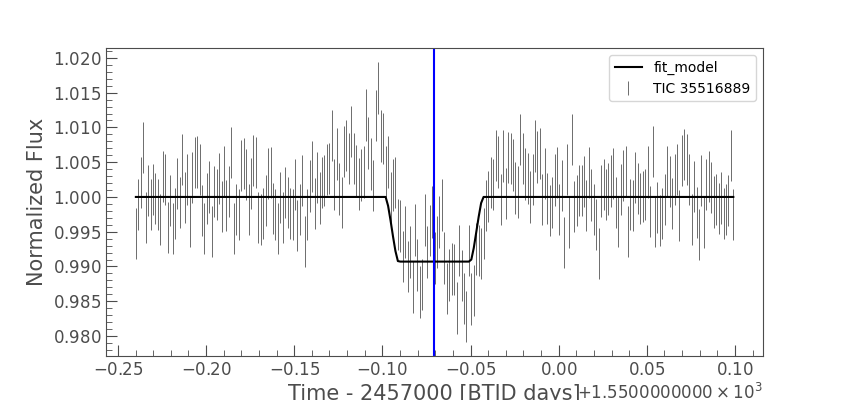 1.020
1.015
1.010
1.005
1.000
0.995
0.990
0.985
0.980
Normalized Flux
fit_model
TIC 35516889
−0.25 −0.20 −0.15 −0.10 −0.05 0.00 0.05 0.10
Time - 2457000 [BTJD days]
+1.5500000000 × 10³